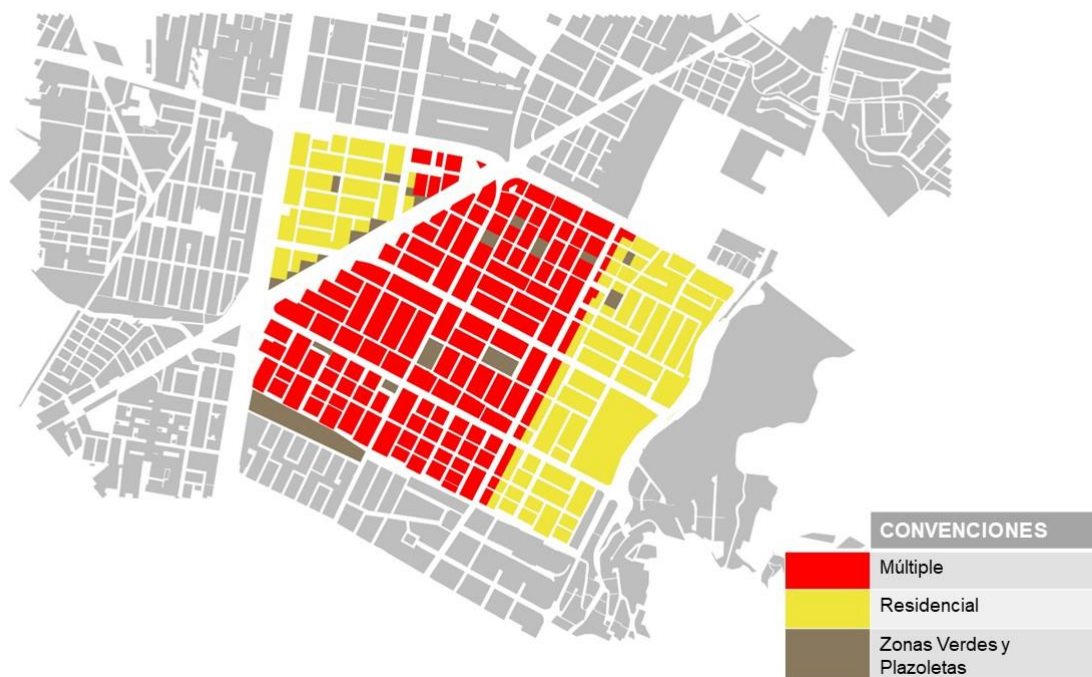 CONVENCIONES
Múltiple
Residencial
Zonas Verdes y
Plazoletas